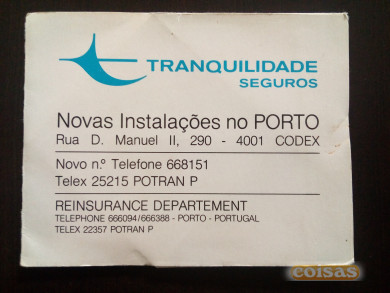 TRANQUILIDADE
SEGUROS
Novas Instalações no PORTO
Rua D. Manuel II, 290 - 4001 CODEX
Novo n.º Telefone 668151
Telex 25215 POTRAN P
REINSURANCE DEPARTEMENT
TELEPHONE 666094/666388 - PORTO - PORTUGAL
TELEX 22357 POTRAN P
coisas